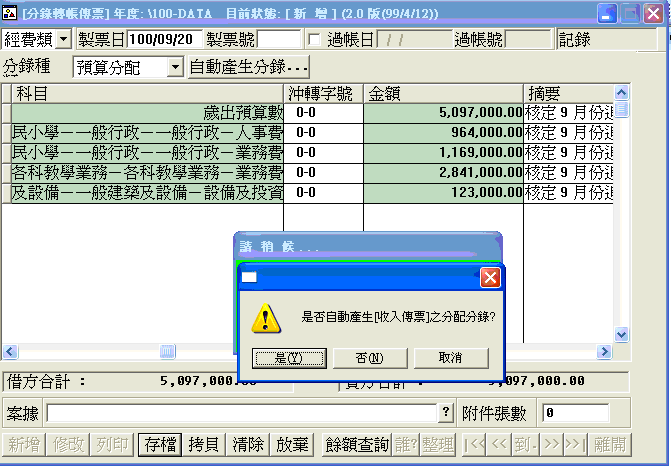 [分錄轉帳傳票] 年度: \100-DATA 目前狀態: [ 新 增 ] (2.0 版(99/4/12))
經費類 製票日 100/09/20 製票號 過帳日 / / 過帳號 記錄
分錄種 預算分配 自動產生分錄...
科目 沖轉字號 金額 摘要
歲出預算數 0-0 5,097,000.00 核定 9 月份
民小學－一般行政－一般行政－人事費 0-0 964,000.00 核定 9 月份
民小學－一般行政－一般行政－業務費 0-0 1,169,000.00 核定 9 月份
各科教學業務－各科教學業務－業務費 0-0 2,841,000.00 核定 9 月份
及設備－一般建築及設備－設備及投資 0-0 123,000.00 核定 9 月份
請 稍 候 ...
是否自動產生[收入傳票]之分配分錄?
是(Y) 否(N) 取消
借方合計 : 5,097,000.00 097,000.00
案據 ? 附件張數 0
新增 修改 列印 存檔 拷貝 清除 放棄 餘額查詢 誰? 整理 |<< << 到. >> >>| 離開